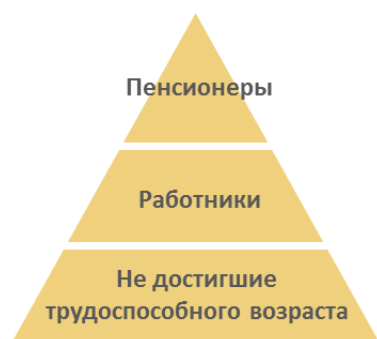 Пенсионеры
Работники
Не достигшие
трудоспособного возраста